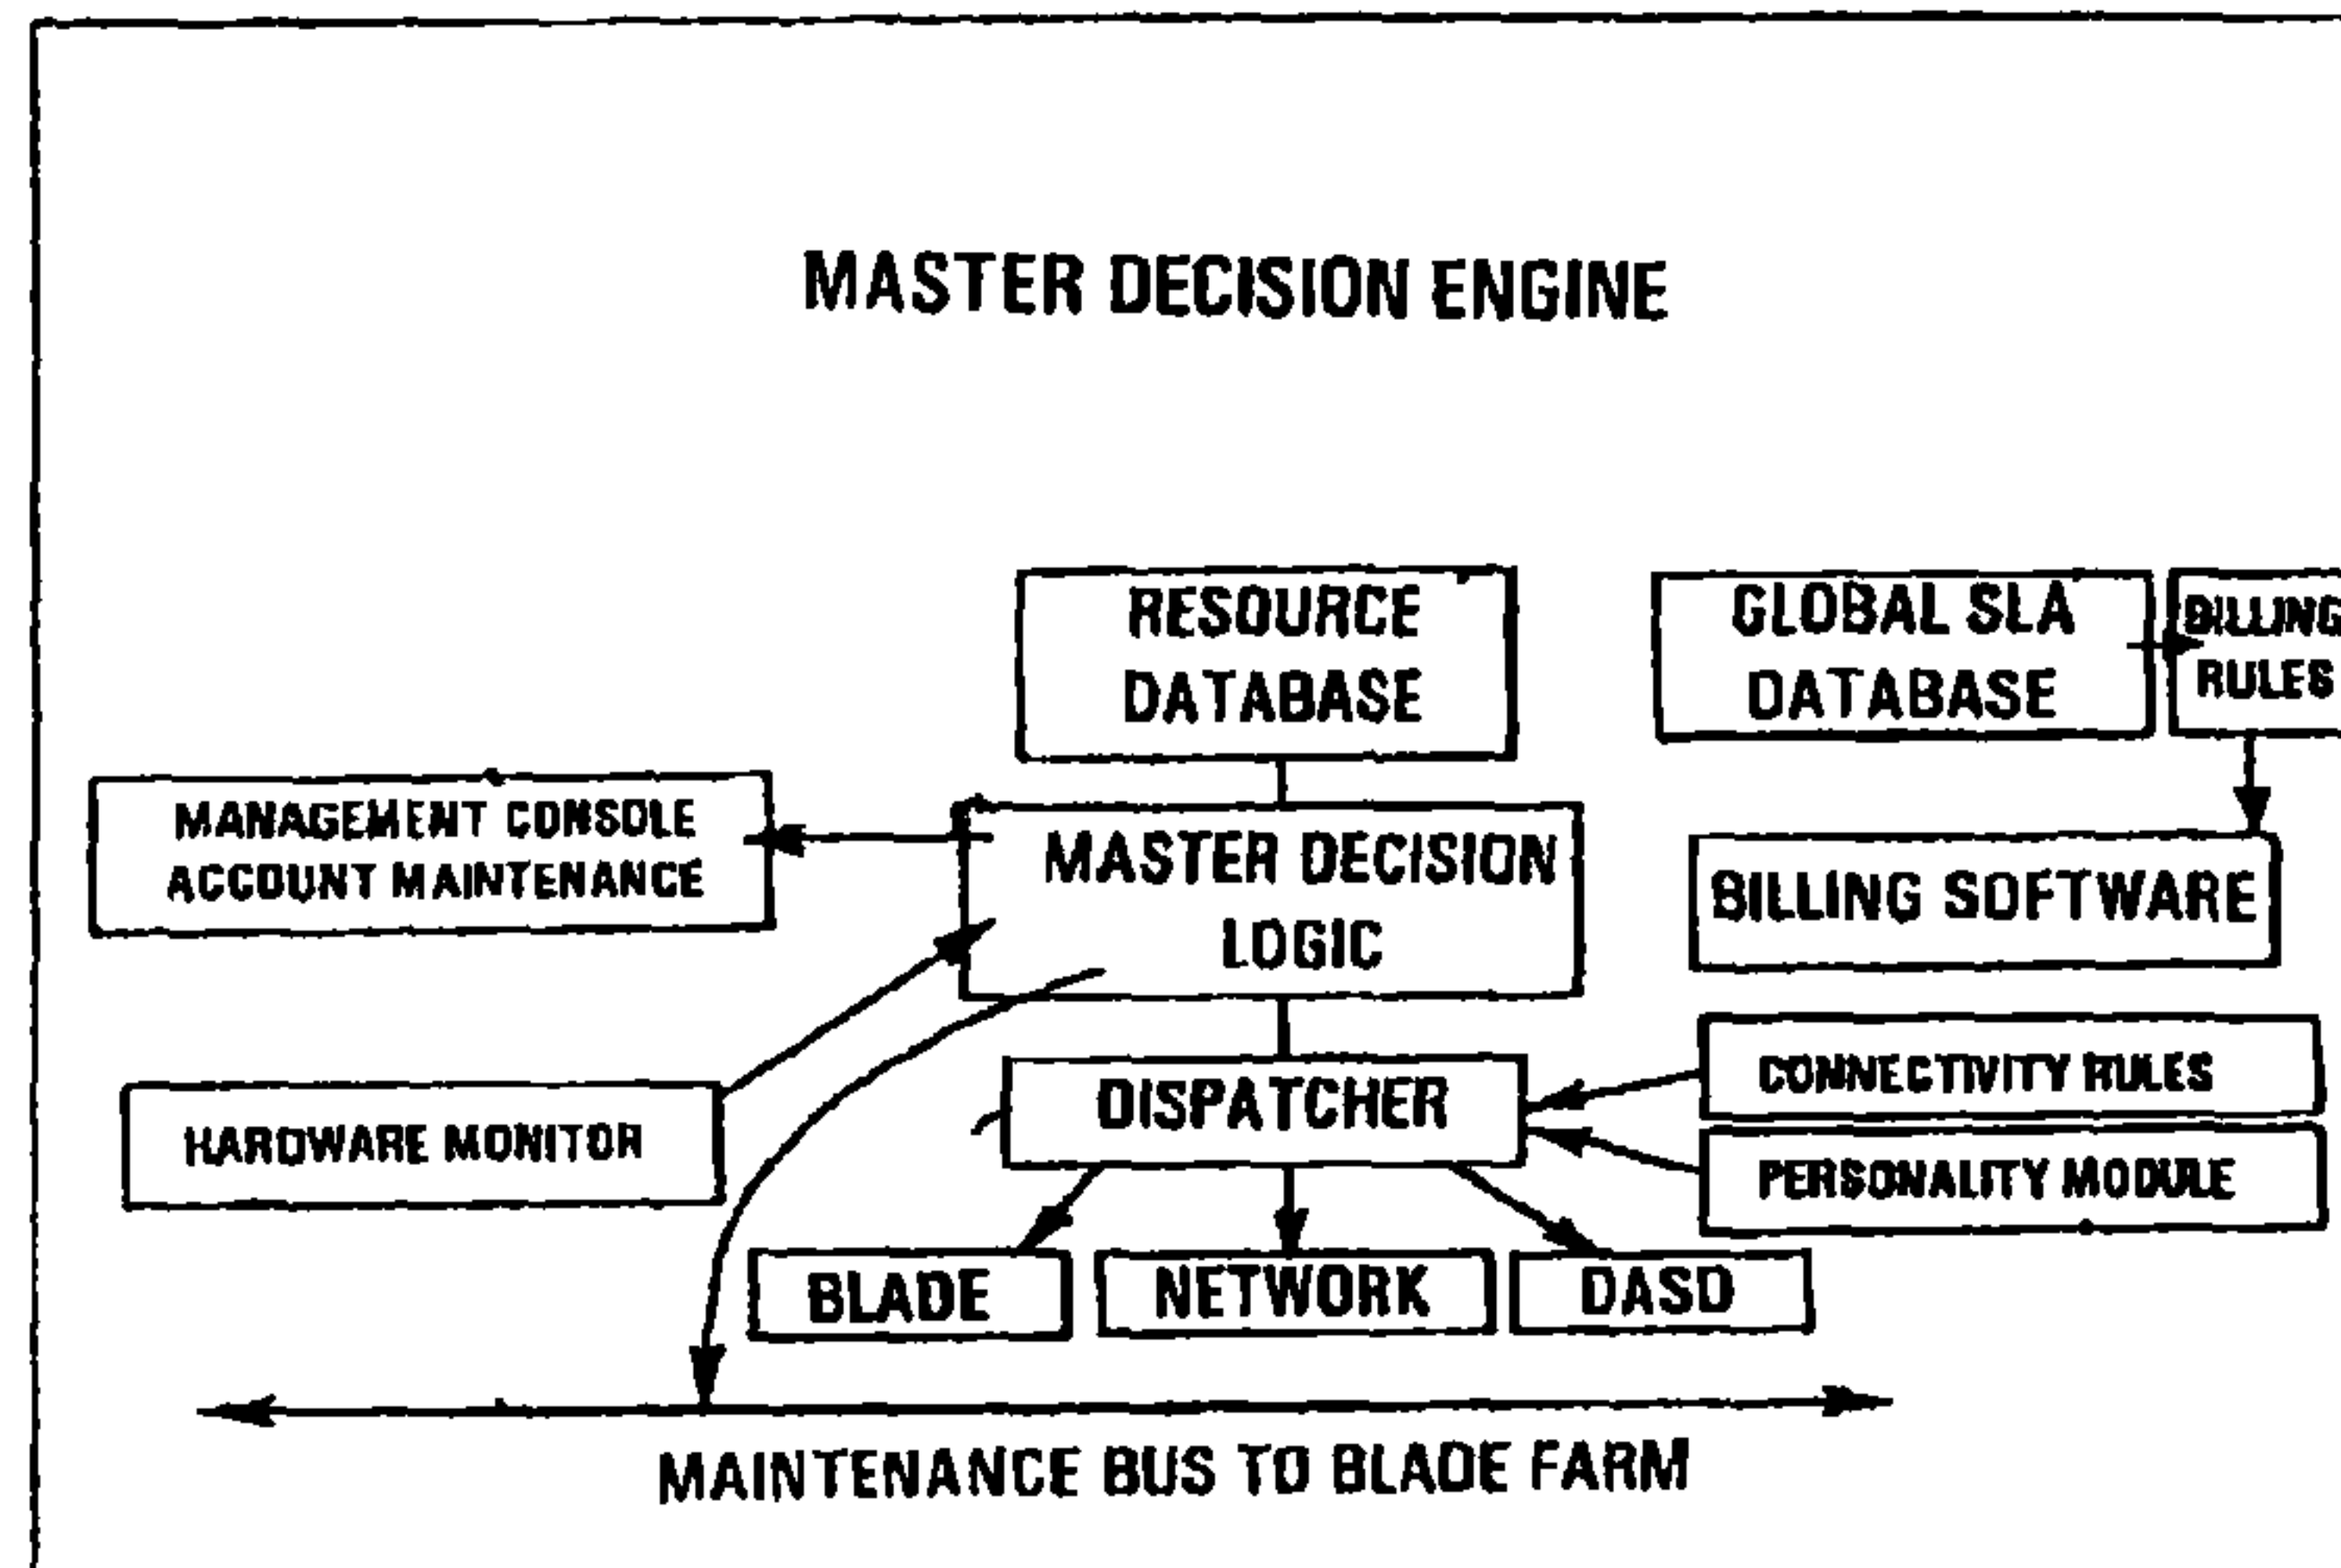 MASTER DECISION ENGINE
RESOURCE
DATABASE
GLOBAL SLA
DATABASE
BILLING
RULES
MANAGEMENT CONSOLE
ACCOUNT MAINTENANCE
MASTER DECISION
LOGIC
BILLING SOFTWARE
HARDWARE MONITOR
DISPATCHER
CONNECTIVITY RULES
PERSONALITY MODULE
BLADE
NETWORK
DASD
MAINTENANCE BUS TO BLADE FARM